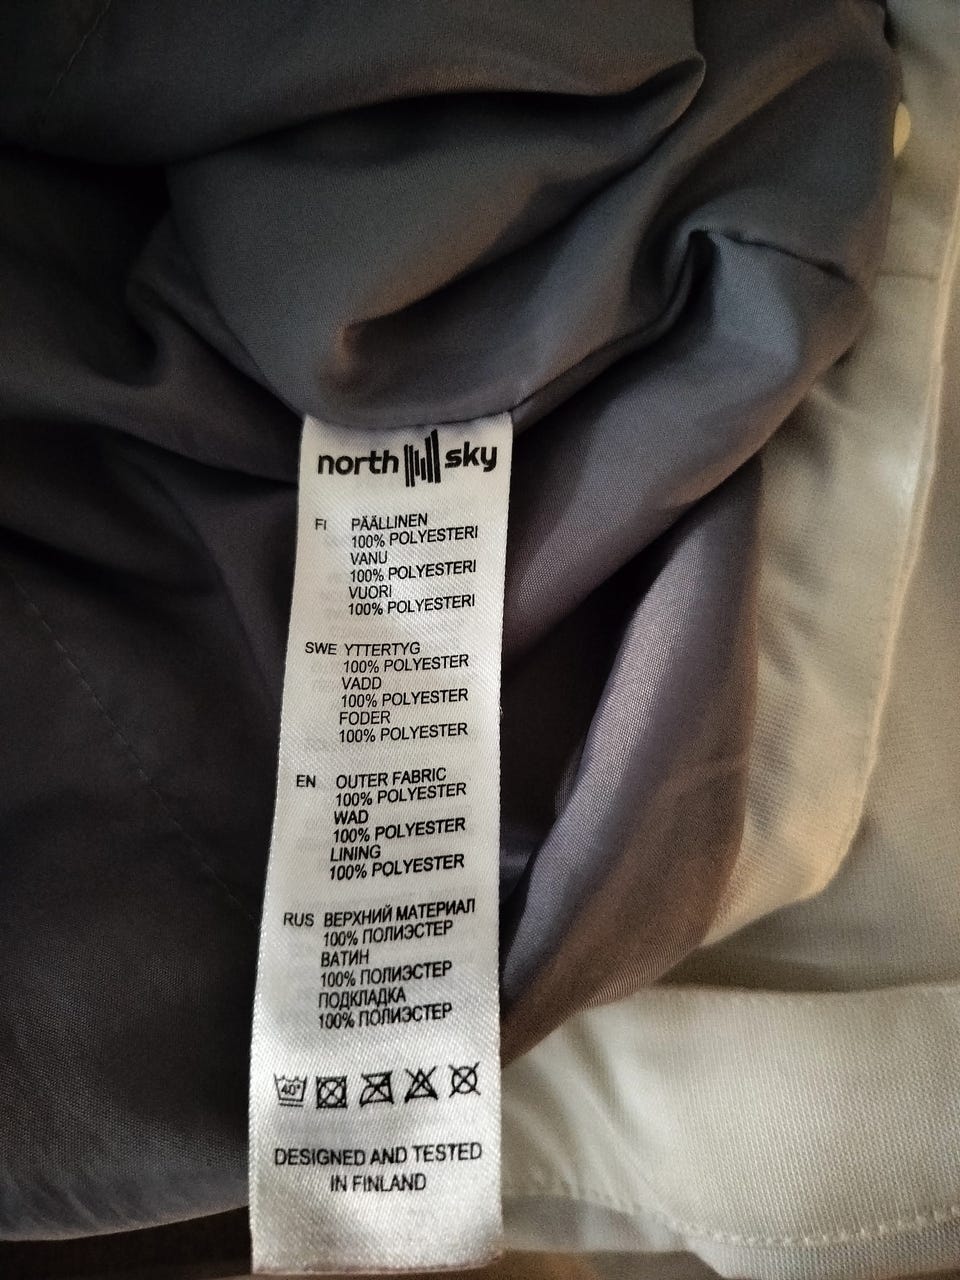 north sky
FI PÄÄLLINEN
100% POLYESTERI
VANU
100% POLYESTERI
VUORI
100% POLYESTERI
SWE YTTERTYG
100% POLYESTER
VADD
100% POLYESTER
FODER
100% POLYESTER
EN OUTER FABRIC
100% POLYESTER
WAD
100% POLYESTER
LINING
100% POLYESTER
RUS ВЕРХНИЙ МАТЕРИАЛ
100% ПОЛИЭСТЕР
ВАТИН
100% ПОЛИЭСТЕР
ПОДКЛАДКА
100% ПОЛИЭСТЕР
40°
DESIGNED AND TESTED
IN FINLAND